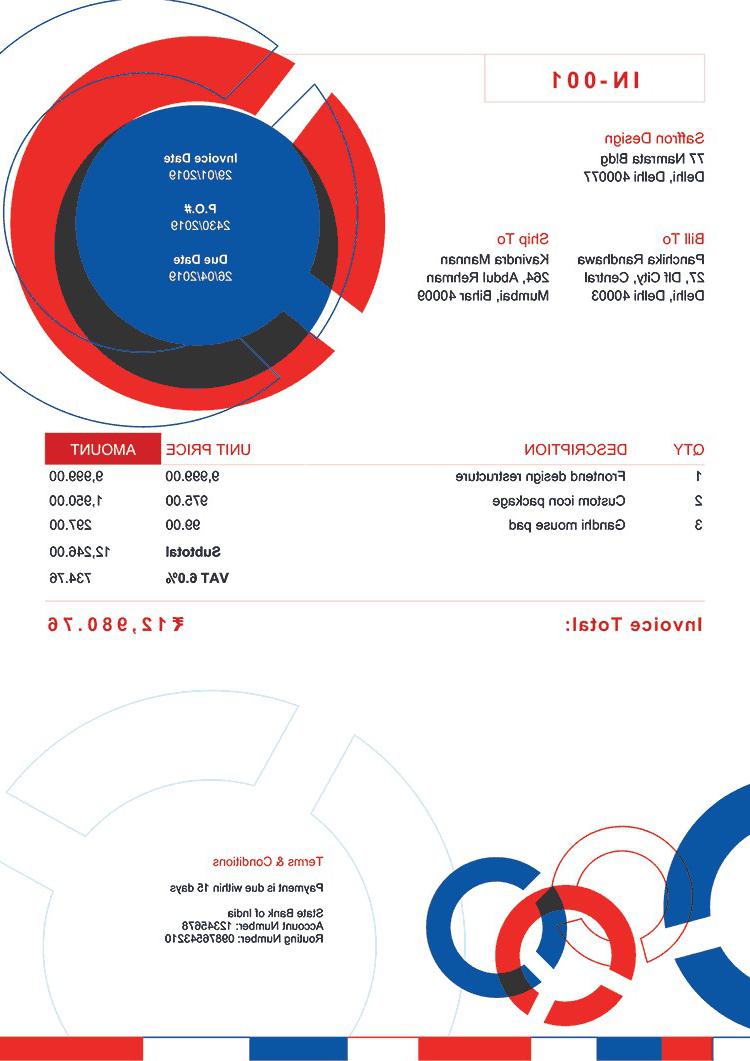 IN-001
Saffron Design
77 Namrata Bldg
Delhi, Delhi 400077
Bill To
Panchika Randhawa
27, Dlf City, Central
Delhi, Delhi 40003
Ship To
Kavindra Mannan
264, Abdul Rehman
Mumbai, Bihar 40009
Invoice Date
29/01/2019
P.O.#
2430/2019
Due Date
26/04/2019
QTY DESCRIPTION UNIT PRICE AMOUNT
1 Frontend design restructure 9,999.00 9,999.00
2 Custom icon package 975.00 1,950.00
3 Gandhi mouse pad 99.00 297.00
Subtotal 12,246.00
VAT 6.0% 734.76
Invoice Total: ₹12,980.76
Terms & Conditions
Payment is due within 15 days
State Bank of India
Account Number: 12345678
Routing Number: 09876543210